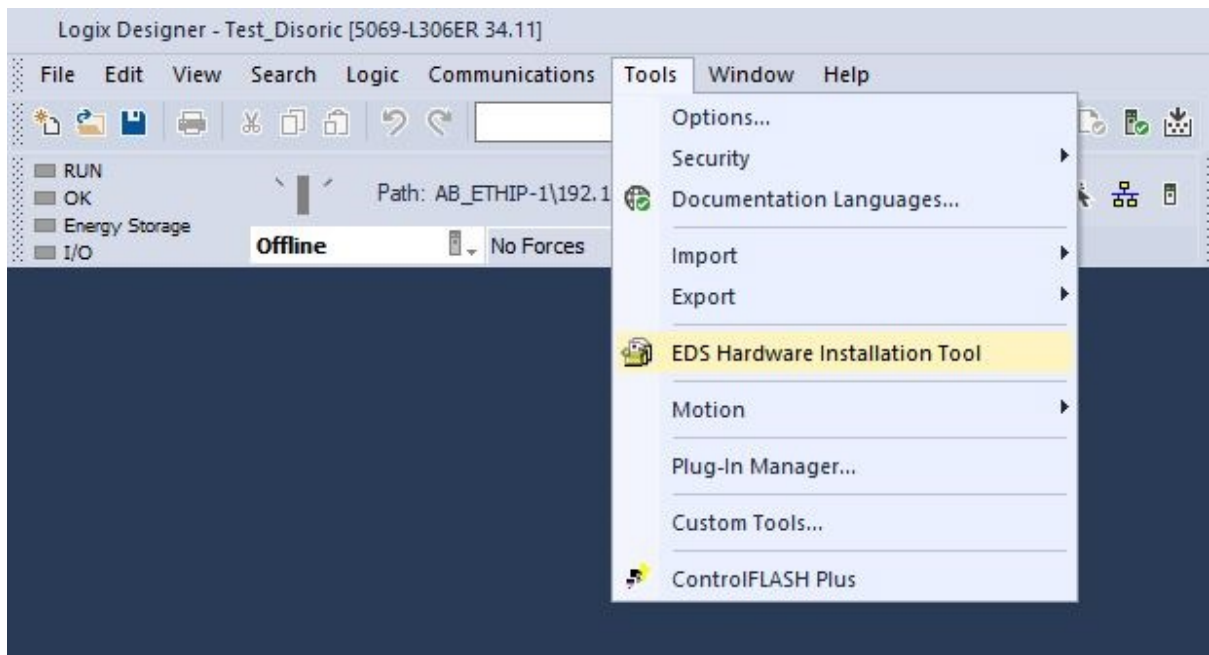 Logix Designer - Test_Disoric [5069-L306ER 34.11]
File Edit View Search Logic Communications Tools Window Help
RUN
OK
Energy Storage
I/O
Path: AB_ETHIP-1\192.1
Offline
No Forces
Options...
Security
Documentation Languages...
Import
Export
EDS Hardware Installation Tool
Motion
Plug-In Manager...
Custom Tools...
ControlFLASH Plus